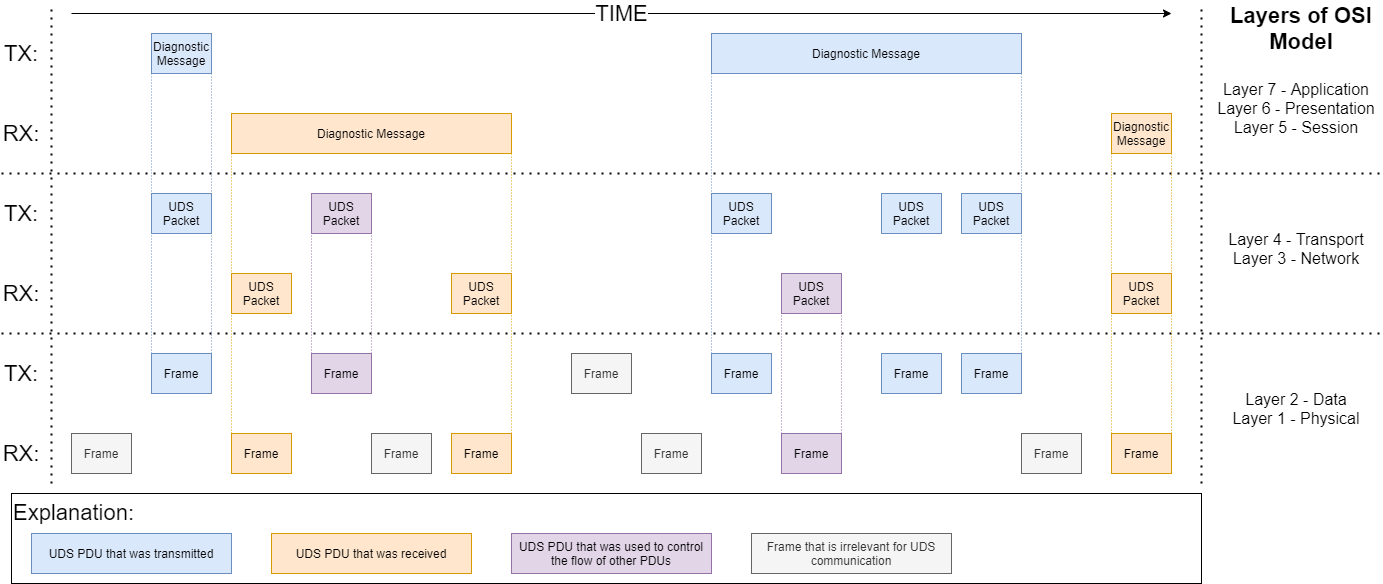 TIME
Layers of OSI
Model
TX:
Diagnostic
Message
Diagnostic Message
Layer 7 - Application
Layer 6 - Presentation
Layer 5 - Session
RX:
Diagnostic Message
Diagnostic
Message
TX:
UDS
Packet
UDS
Packet
UDS
Packet
UDS
Packet
UDS
Packet
Layer 4 - Transport
Layer 3 - Network
RX:
UDS
Packet
UDS
Packet
UDS
Packet
UDS
Packet
TX:
Frame
Frame
Frame
Frame
Frame
Frame
Layer 2 - Data
Layer 1 - Physical
RX:
Frame
Frame
Frame
Frame
Frame
Frame
Frame
Frame
Explanation:
UDS PDU that was transmitted
UDS PDU that was received
UDS PDU that was used to control
the flow of other PDUs
Frame that is irrelevant for UDS
communication